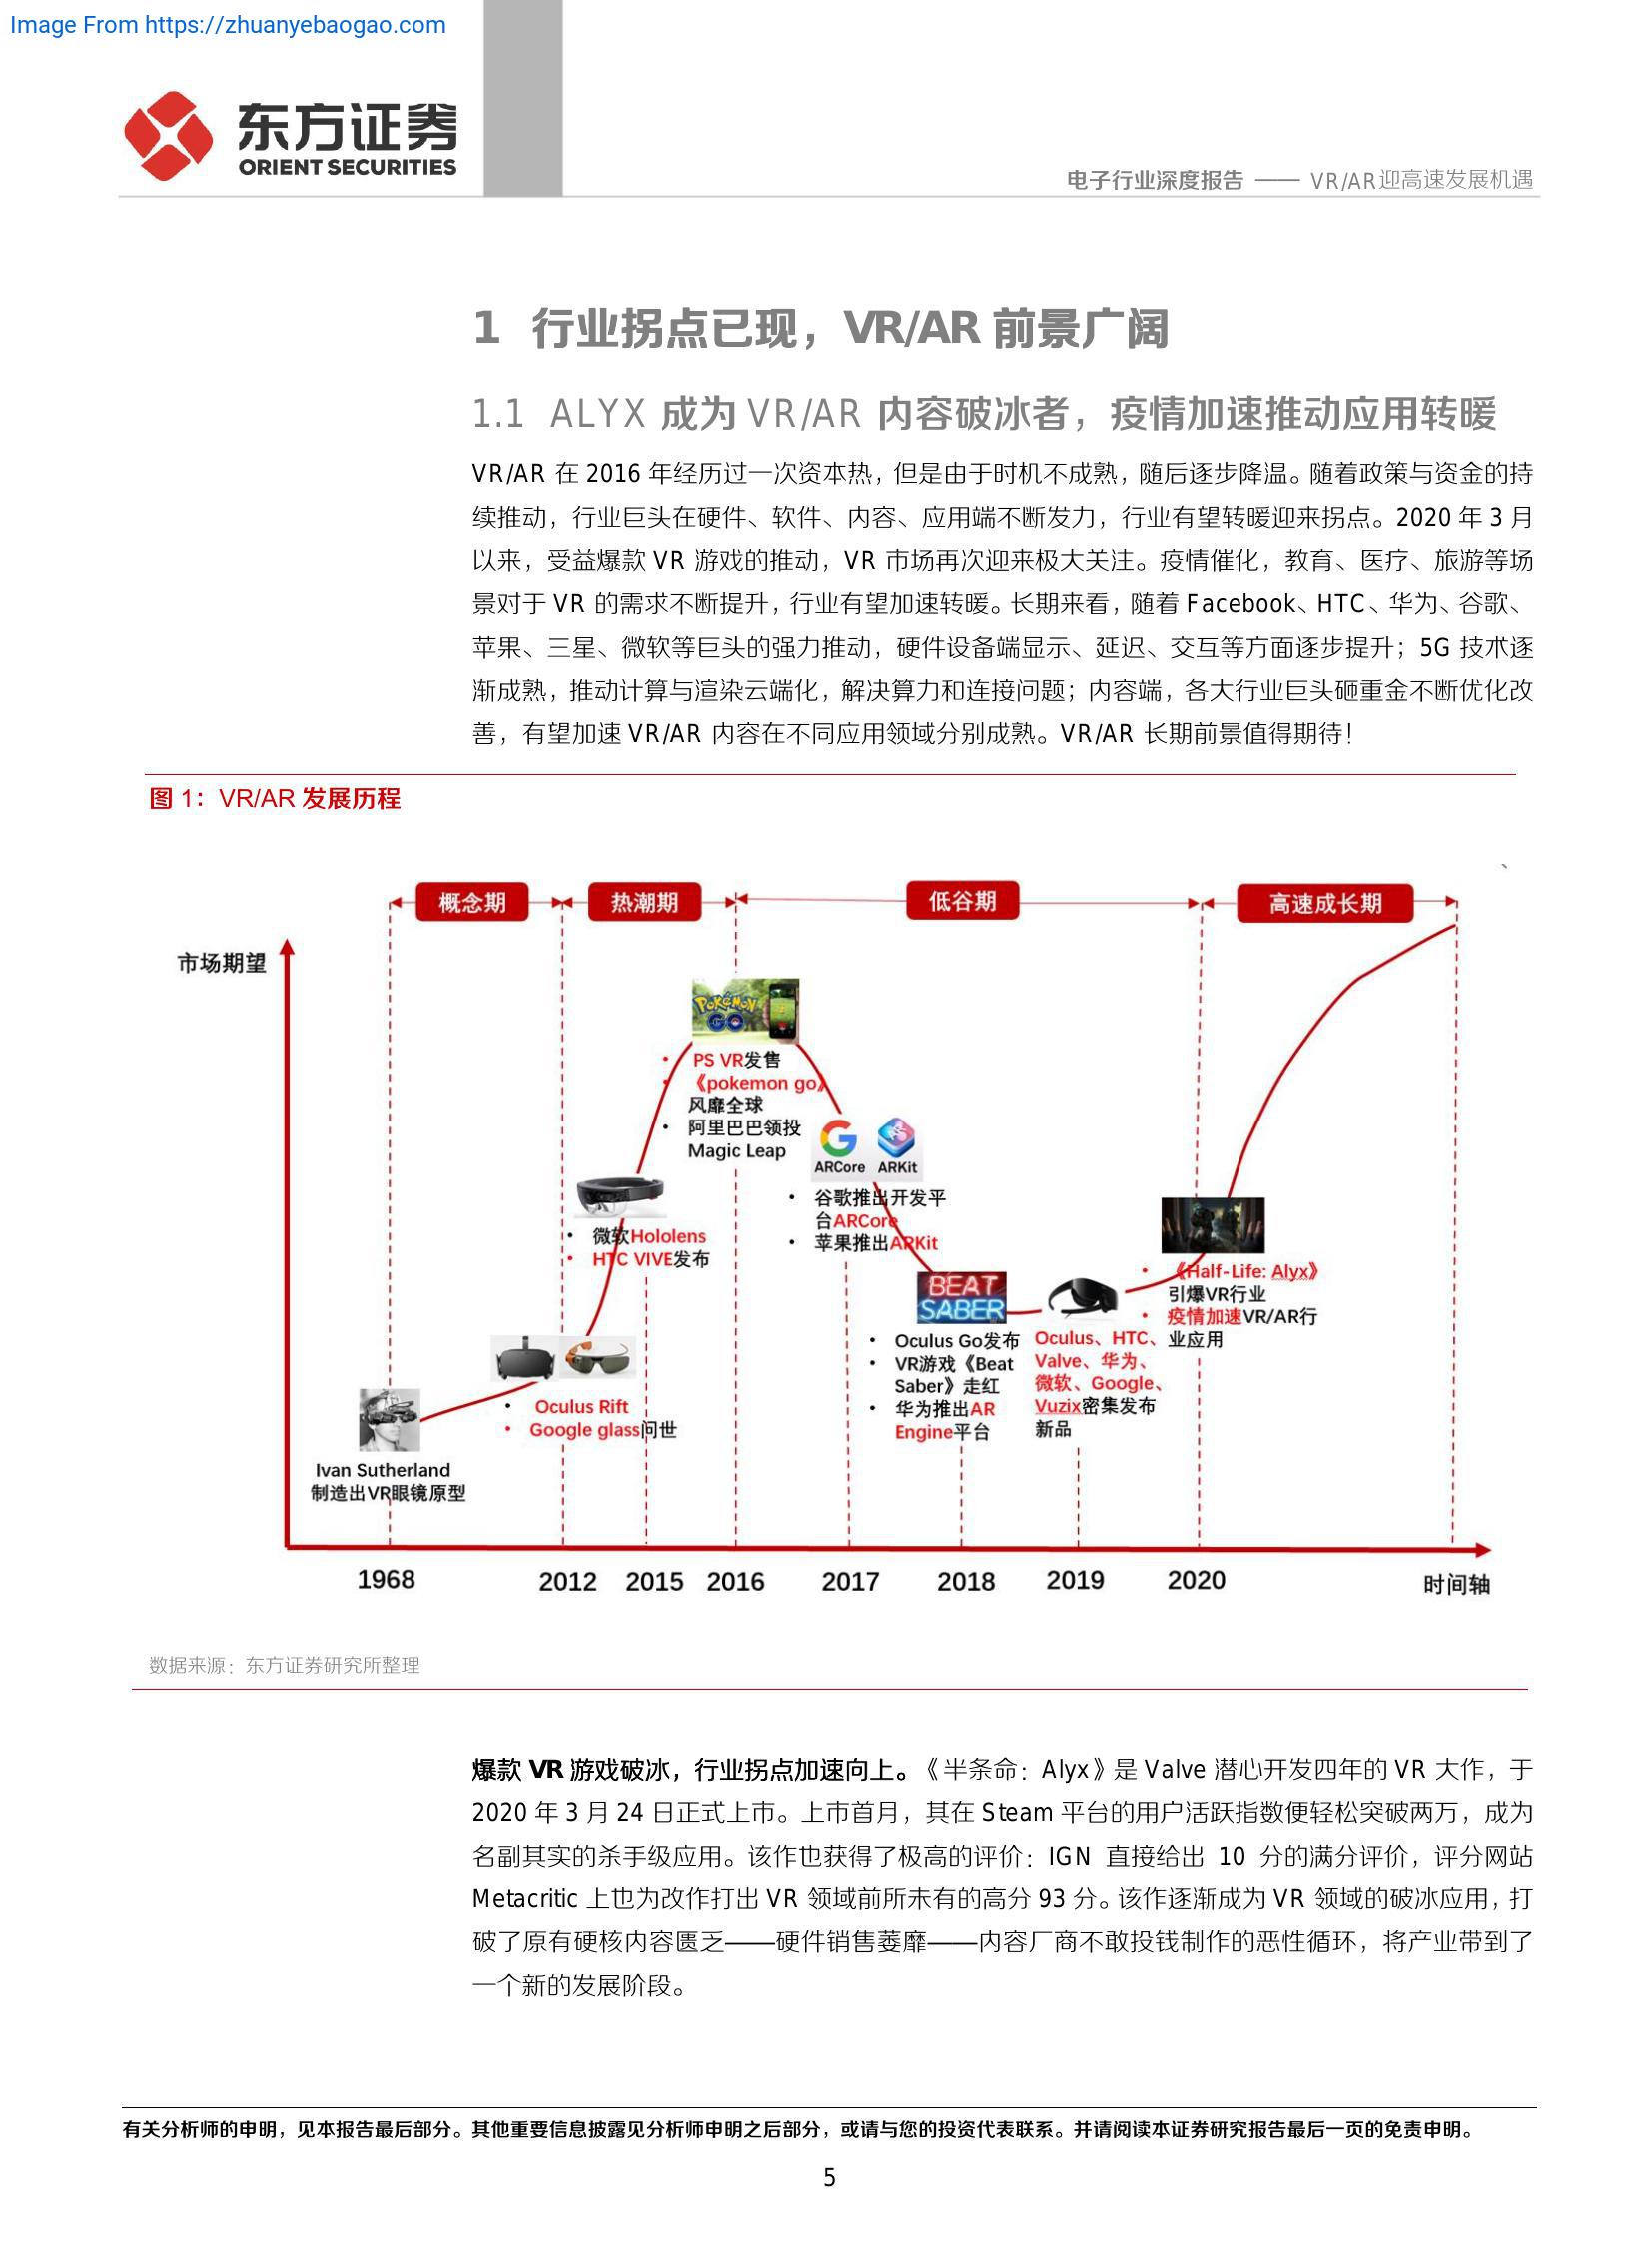 Image From https://zhuanyebaogao.com
东方证券
ORIENT SECURITIES
电子行业深度报告 —— VR/AR迎高速发展机遇
1 行业拐点已现，VR/AR 前景广阔
1.1 ALYX 成为 VR/AR 内容破冰者，疫情加速推动应用转暖
VR/AR 在 2016 年经历过一次资本热，但是由于时机不成熟，随后逐步降温。随着政策与资金的持
续推动，行业巨头在硬件、软件、内容、应用端不断发力，行业有望转暖迎来拐点。2020 年 3 月
以来，受益爆款 VR 游戏的推动，VR 市场再次迎来极大关注。疫情催化，教育、医疗、旅游等场
景对于 VR 的需求不断提升，行业有望加速转暖。长期来看，随着 Facebook、HTC、华为、谷歌、
苹果、三星、微软等巨头的强力推动，硬件设备端显示、延迟、交互等方面逐步提升；5G 技术逐
渐成熟，推动计算与渲染云端化，解决算力和连接问题；内容端，各大行业巨头砸重金不断优化改
善，有望加速 VR/AR 内容在不同应用领域分别成熟。VR/AR 长期前景值得期待！
图 1：VR/AR 发展历程
、
概念期 热潮期 低谷期 高速成长期
市场期望
POKÉMON
GO
• PS VR发售
• 《pokemon go》
风靡全球
• 阿里巴巴领投
Magic Leap
ARCore ARKit
• 谷歌推出开发平
台ARCore
• 苹果推出ARKit
• 微软Hololens
• HTC VIVE发布
BEAT
SABER
• Oculus Go发布
• VR游戏《Beat
Saber》走红
• 华为推出AR
Engine平台
Oculus、HTC、
Valve、华为、
微软、Google、
Vuzix密集发布
新品
• 《Half-Life: Alyx》
引爆VR行业
• 疫情加速VR/AR行
业应用
• Oculus Rift
• Google glass问世
Ivan Sutherland
制造出VR眼镜原型
1968 2012 2015 2016 2017 2018 2019 2020 时间轴
数据来源：东方证券研究所整理
爆款 VR 游戏破冰，行业拐点加速向上。《半条命：Alyx》是 Valve 潜心开发四年的 VR 大作，于
2020 年 3 月 24 日正式上市。上市首月，其在 Steam 平台的用户活跃指数便轻松突破两万，成为
名副其实的杀手级应用。该作也获得了极高的评价：IGN 直接给出 10 分的满分评价，评分网站
Metacritic 上也为改作打出 VR 领域前所未有的高分 93 分。该作逐渐成为 VR 领域的破冰应用，打
破了原有硬核内容匮乏——硬件销售萎靡——内容厂商不敢投钱制作的恶性循环，将产业带到了
一个新的发展阶段。
有关分析师的申明，见本报告最后部分。其他重要信息披露见分析师申明之后部分，或请与您的投资代表联系。并请阅读本证券研究报告最后一页的免责申明。
5